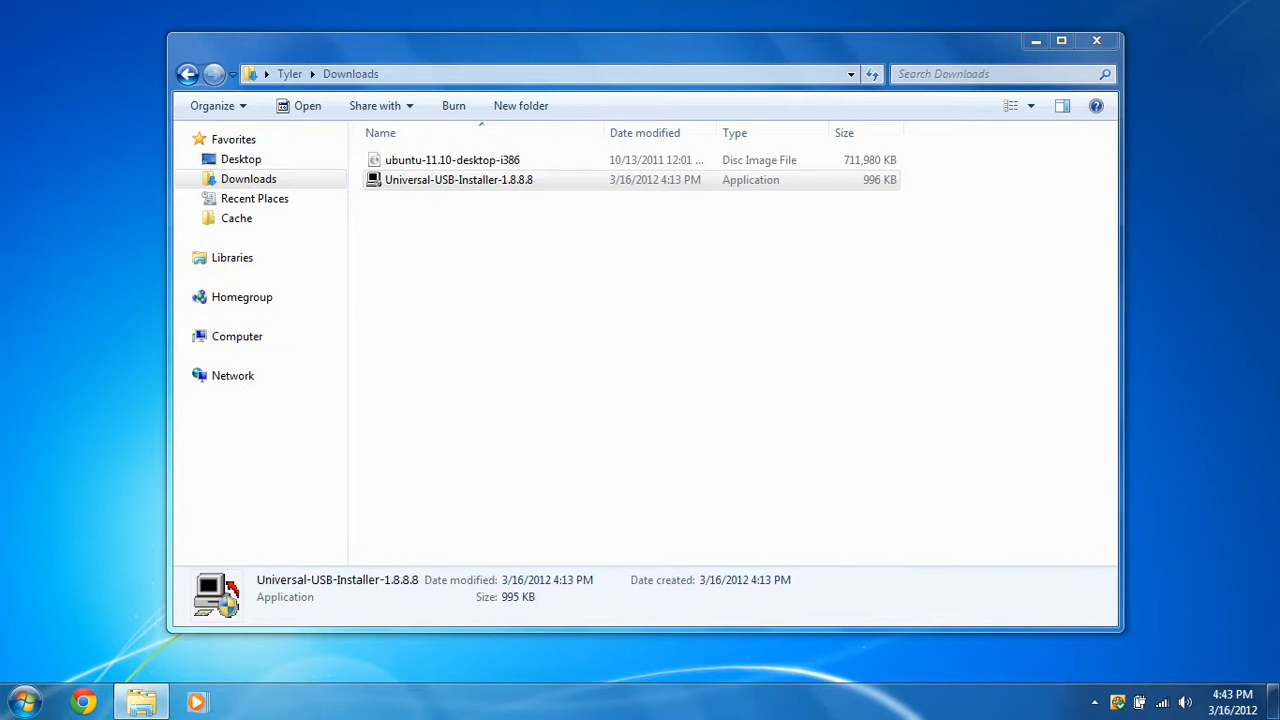 Tyler Downloads
Search Downloads
Organize Open Share with Burn New folder
Name Date modified Type Size
Favorites
Desktop
Downloads
Recent Places
Cache
Libraries
Homegroup
Computer
Network
ubuntu-11.10-desktop-i386 10/13/2011 12:01 ... Disc Image File 711,980 KB
Universal-USB-Installer-1.8.8.8 3/16/2012 4:13 PM Application 996 KB
Universal-USB-Installer-1.8.8.8 Date modified: 3/16/2012 4:13 PM Date created: 3/16/2012 4:13 PM
Application Size: 995 KB
4:43 PM
3/16/2012